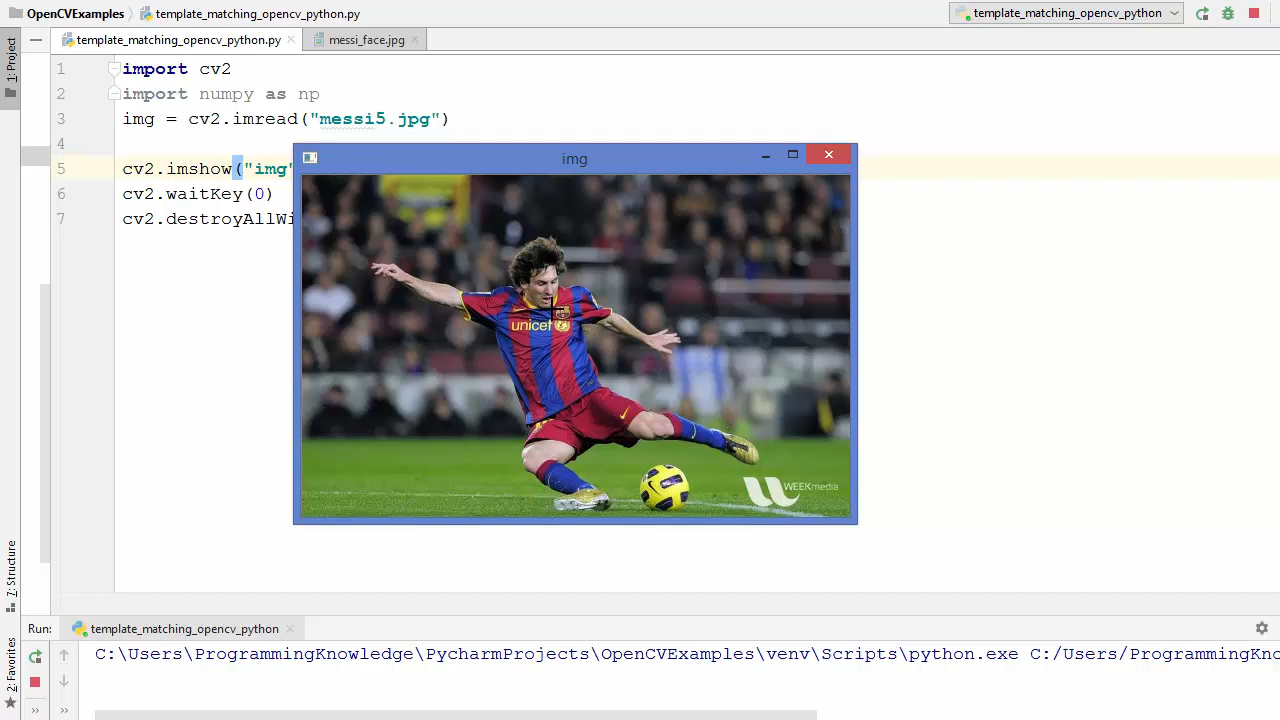 OpenCVExamples template_matching_opencv_python.py template_matching_opencv_python
1: Project
template_matching_opencv_python.py messi_face.jpg
1 import cv2
2 import numpy as np
3 img = cv2.imread("messi5.jpg")
4
img
5 cv2.imshow("img"
6 cv2.waitKey(0)
7 cv2.destroyAllWi
unicef
WEEKmedia
7: Structure
2: Favorites
Run: template_matching_opencv_python
C:\Users\ProgrammingKnowledge\PycharmProjects\OpenCVExamples\venv\Scripts\python.exe C:/Users/ProgrammingKno